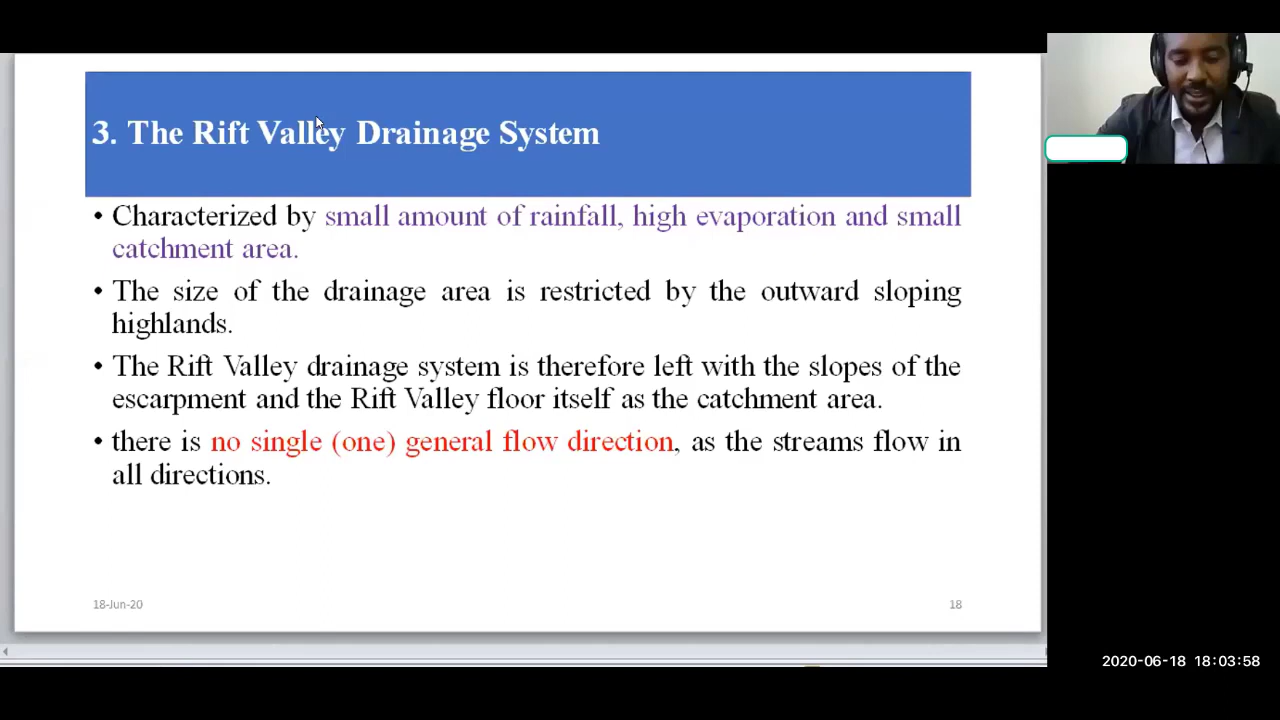 3. The Rift Valley Drainage System
• Characterized by small amount of rainfall, high evaporation and small
catchment area.
• The size of the drainage area is restricted by the outward sloping
highlands.
• The Rift Valley drainage system is therefore left with the slopes of the
escarpment and the Rift Valley floor itself as the catchment area.
• there is no single (one) general flow direction, as the streams flow in
all directions.
18-Jun-20
18
2020-06-18 18:03:58